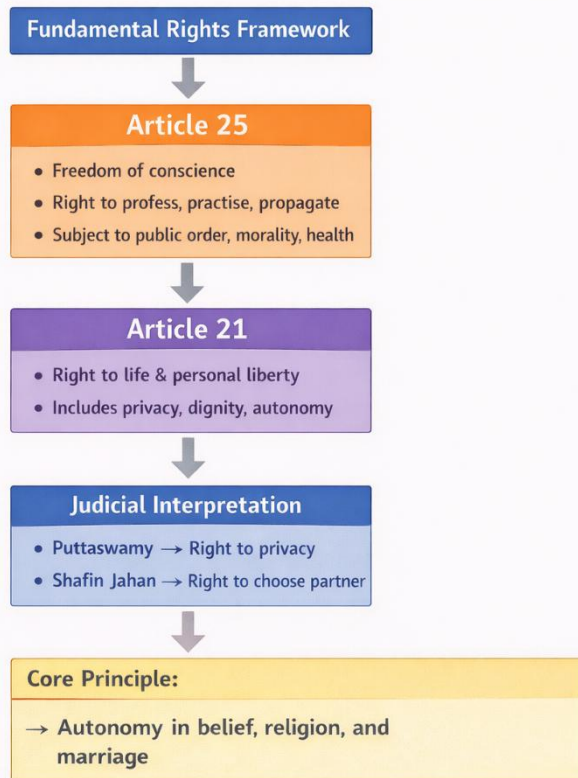 Fundamental Rights Framework
Article 25
• Freedom of conscience
• Right to profess, practise, propagate
• Subject to public order, morality, health
Article 21
• Right to life & personal liberty
• Includes privacy, dignity, autonomy
Judicial Interpretation
• Puttaswamy → Right to privacy
• Shafin Jahan → Right to choose partner
Core Principle:
→ Autonomy in belief, religion, and
marriage